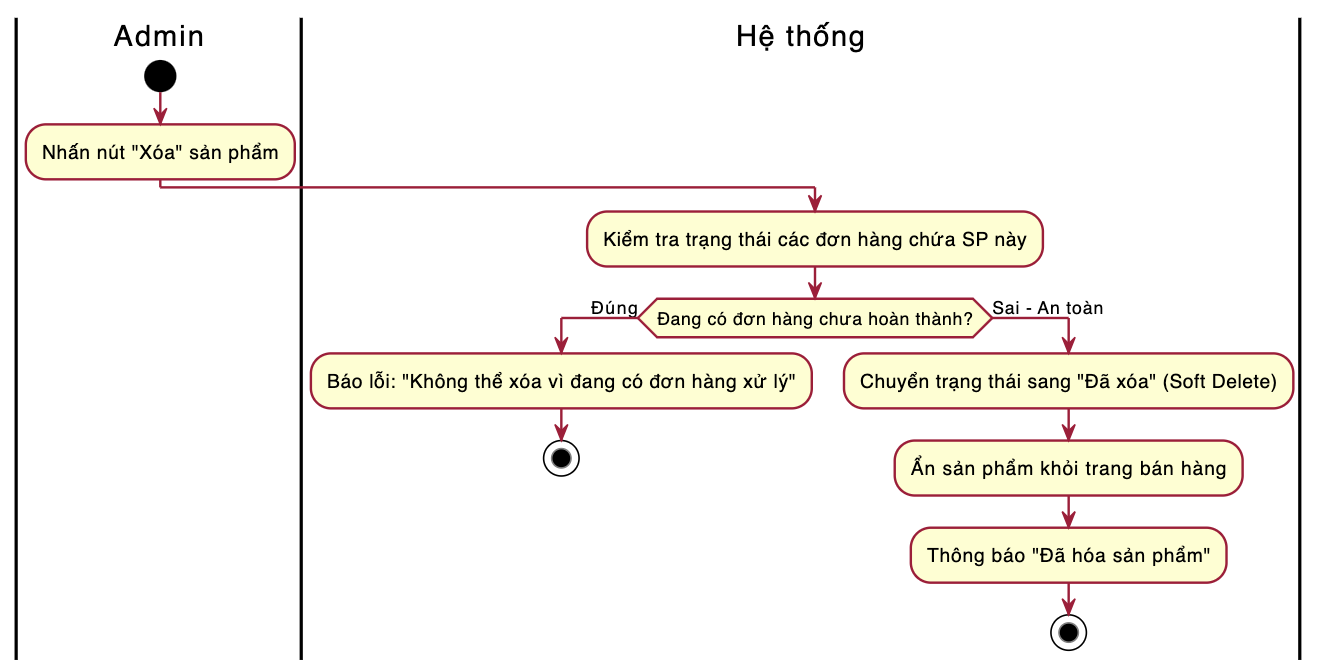 Admin
Hệ thống
Nhấn nút "Xóa" sản phẩm
Kiểm tra trạng thái các đơn hàng chứa SP này
Đúng
Đang có đơn hàng chưa hoàn thành?
Sai - An toàn
Báo lỗi: "Không thể xóa vì đang có đơn hàng xử lý"
Chuyển trạng thái sang "Đã xóa" (Soft Delete)
Ẩn sản phẩm khỏi trang bán hàng
Thông báo "Đã hóa sản phẩm"